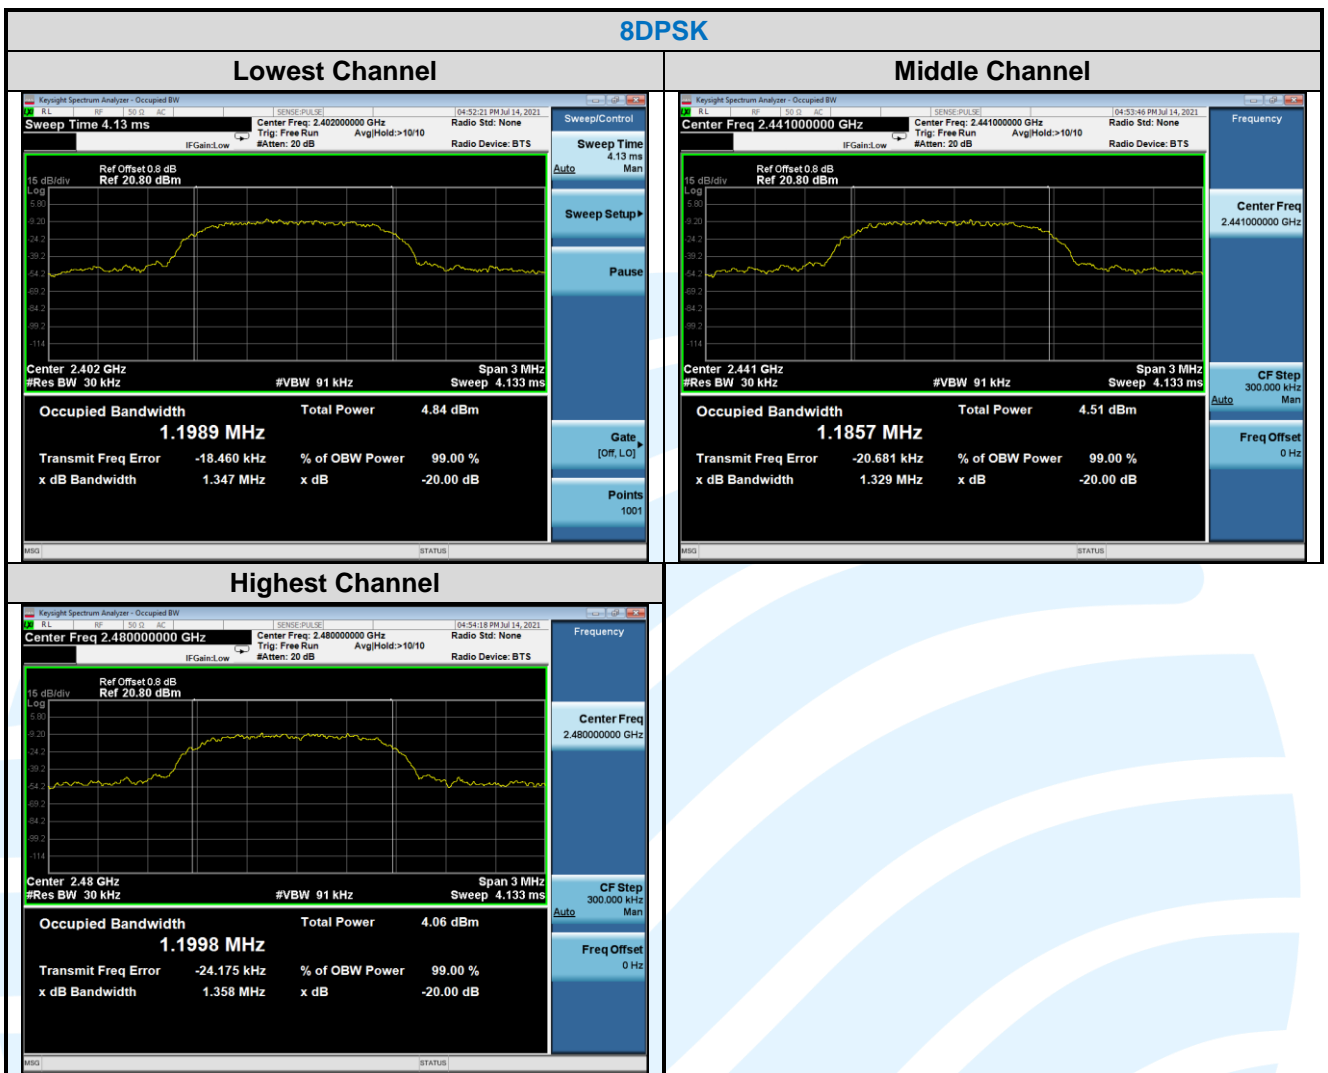 8DPSK
Lowest Channel
Keysight Spectrum Analyzer - Occupied BW
RL RF 50 Ω AC SENSE:PULSE 04:52:21 PM Jul 14, 2021
Sweep Time 4.13 ms
Center Freq: 2.402000000 GHz
Radio Std: None
Trig: Free Run Avg|Hold:>10/10
IFGain:Low #Atten: 20 dB Radio Device: BTS
Ref Offset 0.8 dB
15 dB/div Ref 20.80 dBm
Log
5.80
-9.20
-24.2
-39.2
-54.2
-69.2
-84.2
-99.2
-114
Center 2.402 GHz Span 3 MHz
#Res BW 30 kHz #VBW 91 kHz Sweep 4.133 ms
Occupied Bandwidth Total Power 4.84 dBm
1.1989 MHz
Transmit Freq Error -18.460 kHz % of OBW Power 99.00 %
x dB Bandwidth 1.347 MHz x dB -20.00 dB
MSG STATUS
Sweep/Control
Sweep Time
4.13 ms
Auto Man
Sweep Setup
Pause
Gate
[Off, LO]
Points
1001
Middle Channel
Keysight Spectrum Analyzer - Occupied BW
RL RF 50 Ω AC SENSE:PULSE 04:53:46 PM Jul 14, 2021
Center Freq 2.441000000 GHz
Center Freq: 2.441000000 GHz
Radio Std: None
Trig: Free Run Avg|Hold:>10/10
IFGain:Low #Atten: 20 dB Radio Device: BTS
Ref Offset 0.8 dB
15 dB/div Ref 20.80 dBm
Log
5.80
-9.20
-24.2
-39.2
-54.2
-69.2
-84.2
-99.2
-114
Center 2.441 GHz Span 3 MHz
#Res BW 30 kHz #VBW 91 kHz Sweep 4.133 ms
Occupied Bandwidth Total Power 4.51 dBm
1.1857 MHz
Transmit Freq Error -20.681 kHz % of OBW Power 99.00 %
x dB Bandwidth 1.329 MHz x dB -20.00 dB
MSG STATUS
Frequency
Center Freq
2.441000000 GHz
CF Step
300.000 kHz
Auto Man
Freq Offset
0 Hz
Highest Channel
Keysight Spectrum Analyzer - Occupied BW
RL RF 50 Ω AC SENSE:PULSE 04:54:18 PM Jul 14, 2021
Center Freq 2.480000000 GHz
Center Freq: 2.480000000 GHz
Radio Std: None
Trig: Free Run Avg|Hold:>10/10
IFGain:Low #Atten: 20 dB Radio Device: BTS
Ref Offset 0.8 dB
15 dB/div Ref 20.80 dBm
Log
5.80
-9.20
-24.2
-39.2
-54.2
-69.2
-84.2
-99.2
-114
Center 2.48 GHz Span 3 MHz
#Res BW 30 kHz #VBW 91 kHz Sweep 4.133 ms
Occupied Bandwidth Total Power 4.06 dBm
1.1998 MHz
Transmit Freq Error -24.175 kHz % of OBW Power 99.00 %
x dB Bandwidth 1.358 MHz x dB -20.00 dB
MSG STATUS
Frequency
Center Freq
2.480000000 GHz
CF Step
300.000 kHz
Auto Man
Freq Offset
0 Hz